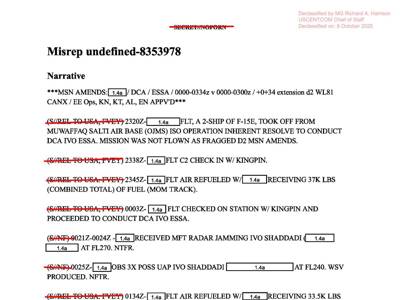 Declassified by MG Richard A. Harrison
USCENTCOM Chief of Staff
Declassified on: 8 October 2025
SECRET//NOFORN
Misrep undefined-8353978
Narrative
***MSN AMENDS: 1.4a / DCA / ESSA / 0000-0334z v 0000-0300z / +0+34 extension d2 WL81
CANX / EE Ops, KN, KT, AL, EN APPV'D***
(S//REL TO USA, FVEY) 2320Z- 1.4a FLT, A 2-SHIP OF F-15E, TOOK OFF FROM
MUWAFFAQ SALTI AIR BASE (OJMS) ISO OPERATION INHERENT RESOLVE TO CONDUCT
DCA IVO ESSA. MISSION WAS NOT FLOWN AS FRAGGED D2 MSN AMENDS.
(S//REL TO USA, FVEY) 2338Z- 1.4a FLT C2 CHECK IN W/ KINGPIN.
(S//REL TO USA, FVEY) 2345Z- 1.4a FLT AIR REFUELED W/ 1.4a RECEIVING 37K LBS
(COMBINED TOTAL) OF FUEL (MOM TRACK).
(S//REL TO USA, FVEY) 0003Z- 1.4a FLT CHECKED ON STATION W/ KINGPIN AND
PROCEEDED TO CONDUCT DCA IVO ESSA.
(S//NF) 0021Z-0024Z - 1.4a RECEIVED MFT RADAR JAMMING IVO SHADDADI ( 1.4a
1.4a AT FL270. NTFR.
(S//NF) 0025Z- 1.4a OBS 3X POSS UAP IVO SHADDADI 1.4a AT FL240. WSV
PRODUCED. NFTR.
(S//REL TO USA, FVEY) 0134Z- 1.4a FLT AIR REFUELED W/ 1.4a RECEIVING 33.5K LBS